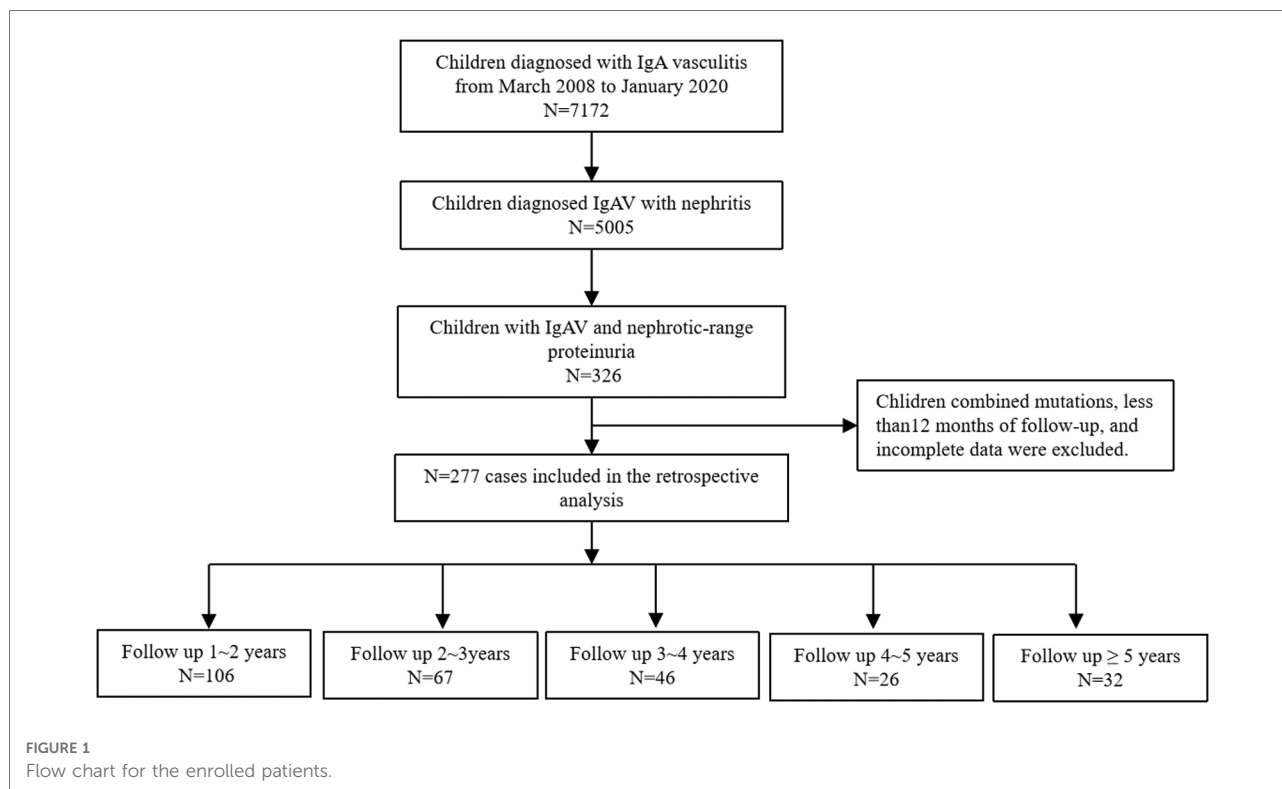 Children diagnosed with IgA vasculitis
from March 2008 to January 2020
N=7172
Children diagnosed IgAV with nephritis
N=5005
Children with IgAV and nephrotic-range
proteinuria
N=326
Chlidren combined mutations, less
than12 months of follow-up, and
incomplete data were excluded.
N=277 cases included in the retrospective
analysis
Follow up 1~2 years
N=106
Follow up 2~3years
N=67
Follow up 3~4 years
N=46
Follow up 4~5 years
N=26
Follow up ≥ 5 years
N=32
FIGURE 1
Flow chart for the enrolled patients.